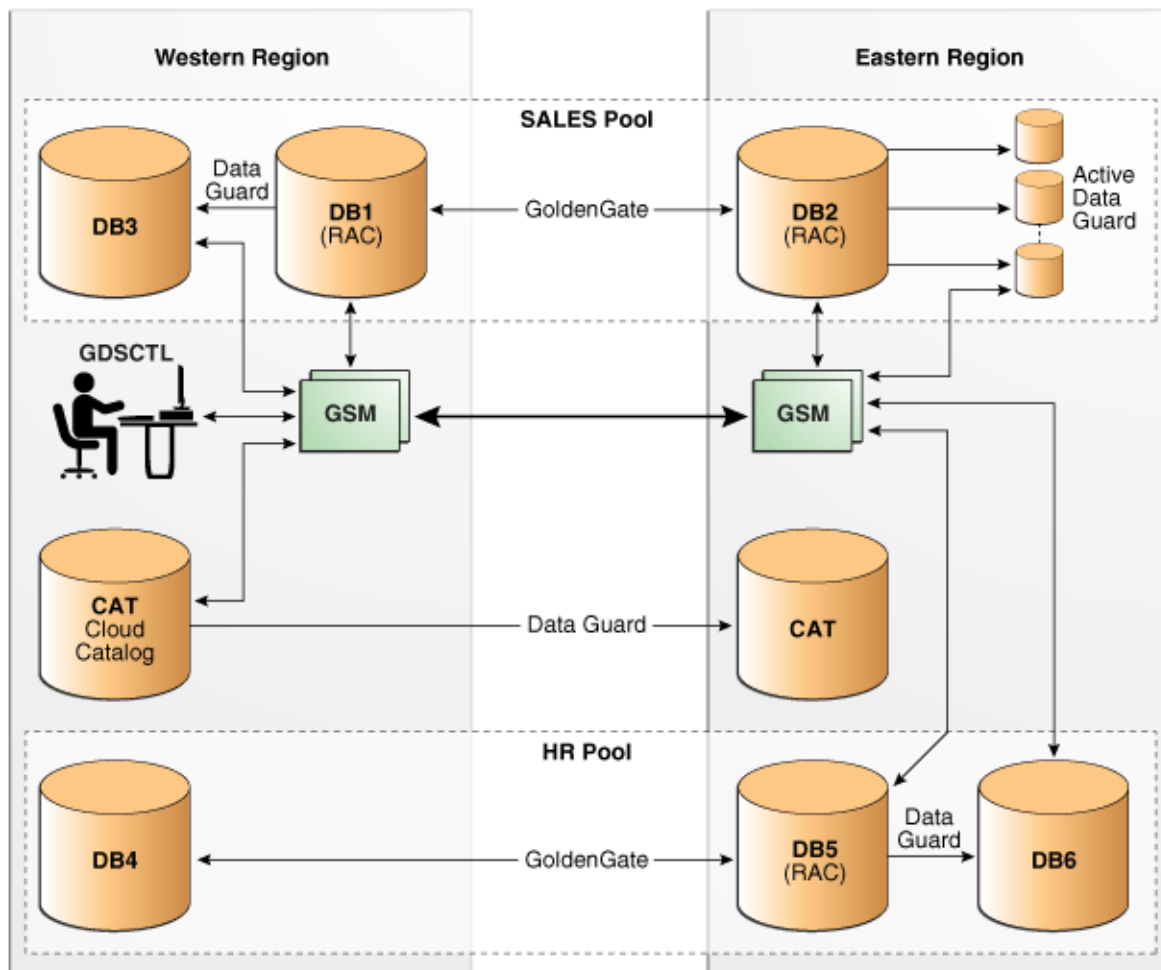 Western Region
Eastern Region
SALES Pool
DB3
Data
Guard
DB1
(RAC)
GoldenGate
DB2
(RAC)
Active
Data
Guard
GDSCTL
GSM
GSM
CAT
Cloud
Catalog
Data Guard
CAT
HR Pool
DB4
GoldenGate
DB5
(RAC)
Data
Guard
DB6